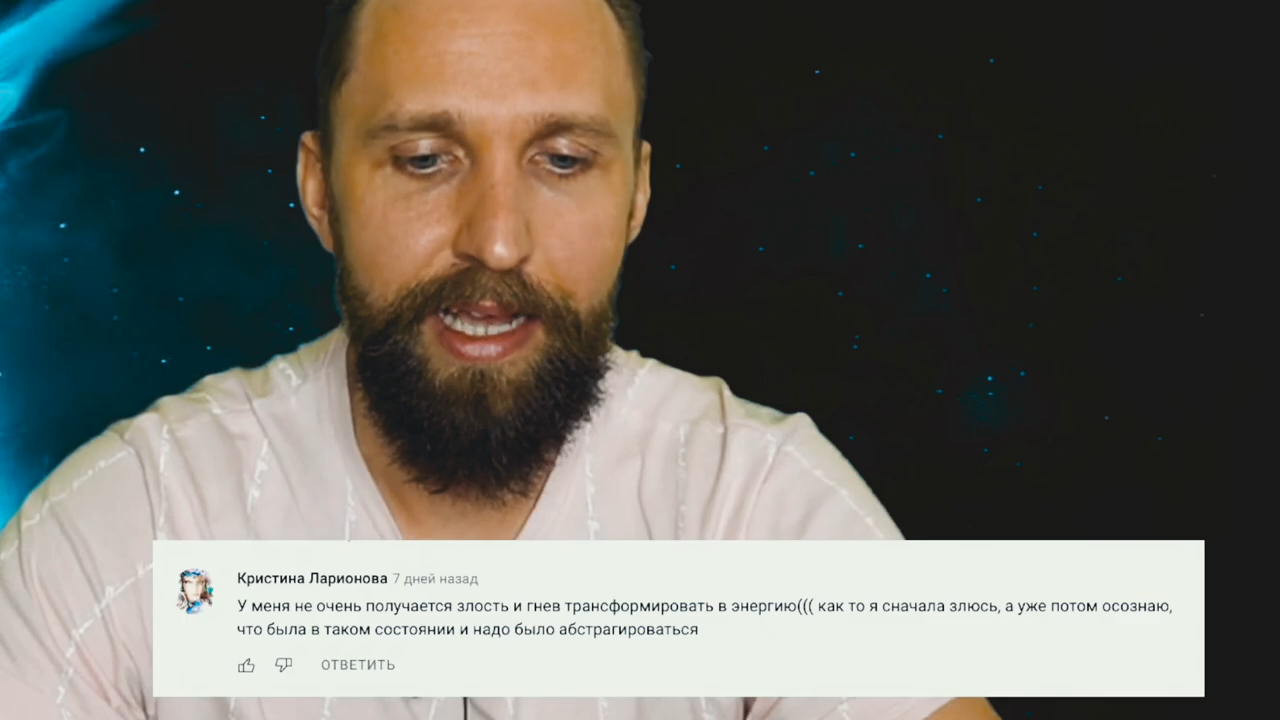 Кристина Ларионова 7 дней назад
У меня не очень получается злость и гнев трансформировать в энергию((( как то я сначала злюсь, а уже потом осознаю,
что была в таком состоянии и надо было абстрагироваться
ОТВЕТИТЬ